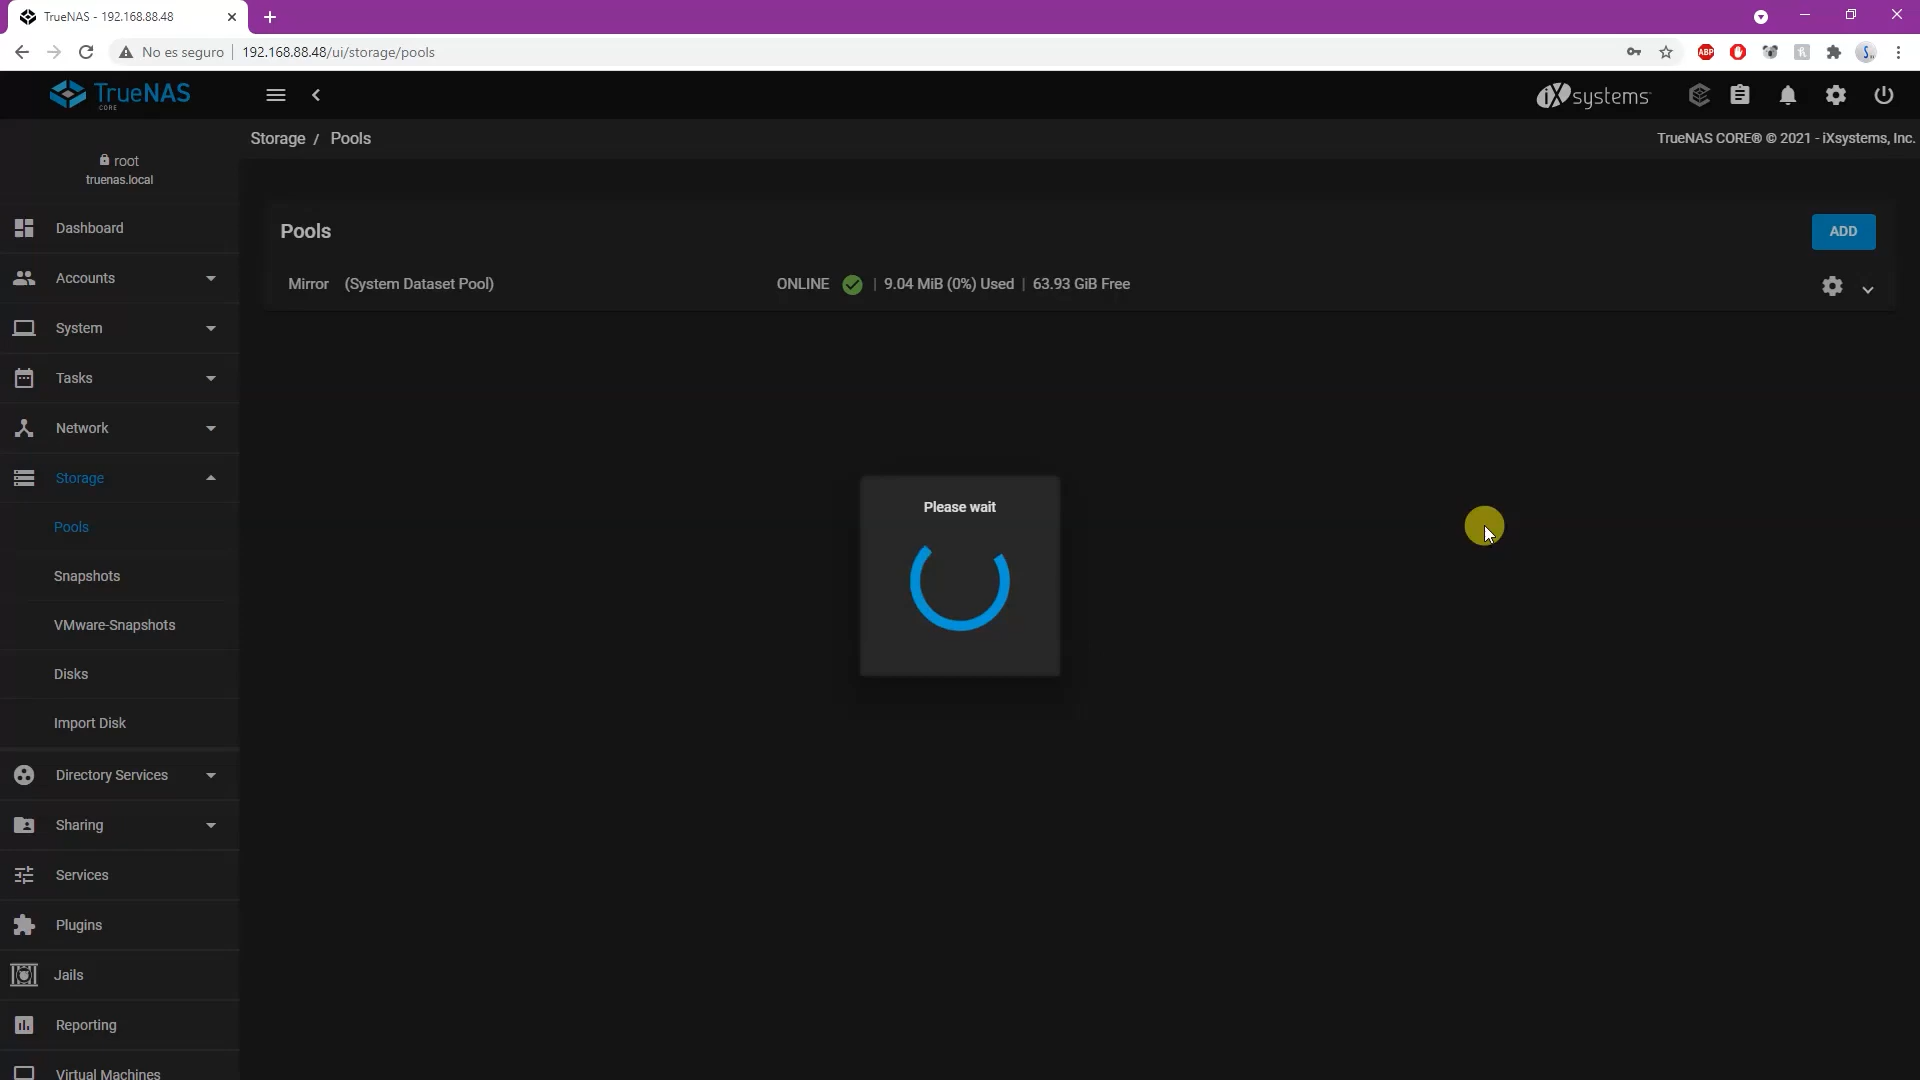 TrueNAS - 192.168.88.48
No es seguro 192.168.88.48/ui/storage/pools
ABP
TrueNAS
CORE
iXsystems
Storage / Pools
TrueNAS CORE® © 2021 - iXsystems, Inc.
root
truenas.local
Dashboard
Accounts
System
Tasks
Network
Storage
Pools
Snapshots
VMware-Snapshots
Disks
Import Disk
Directory Services
Sharing
Services
Plugins
Jails
Reporting
Virtual Machines
Pools
ADD
Mirror (System Dataset Pool) ONLINE | 9.04 MiB (0%) Used | 63.93 GiB Free
Please wait